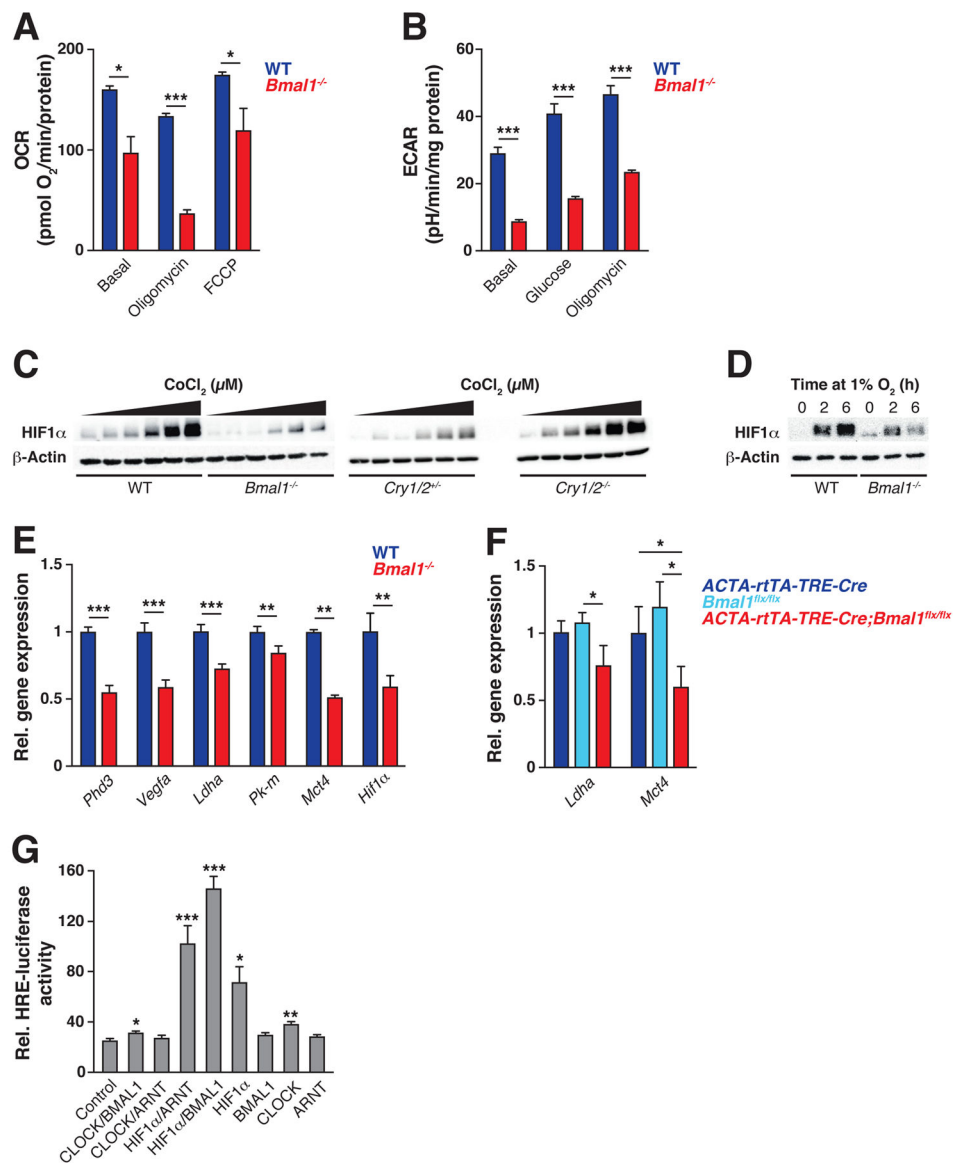 A
OCR
(pmol O2/min/protein)
200
100
0
*
***
*
WT
Bmal1-/-
Basal
Oligomycin
FCCP
B
ECAR
(pH/min/mg protein)
60
40
20
0
***
***
***
WT
Bmal1-/-
Basal
Glucose
Oligomycin
C
CoCl2 (µM)
CoCl2 (µM)
HIF1α
β-Actin
WT
Bmal1-/-
Cry1/2+/-
Cry1/2-/-
D
Time at 1% O2 (h)
0 2 6 0 2 6
HIF1α
β-Actin
WT
Bmal1-/-
E
Rel. gene expression
1.5
1
0.5
0
WT
Bmal1-/-
***
***
***
**
**
**
Phd3
Vegfa
Ldha
Pk-m
Mct4
Hif1α
F
Rel. gene expression
1.5
1
0.5
0
*
*
*
ACTA-rtTA-TRE-Cre
Bmal1flx/flx
ACTA-rtTA-TRE-Cre;Bmal1flx/flx
Ldha
Mct4
G
Rel. HRE-luciferase
activity
160
120
80
40
0
*
***
***
*
**
Control
CLOCK/BMAL1
CLOCK/ARNT
HIF1α/ARNT
HIF1α/BMAL1
HIF1α
BMAL1
CLOCK
ARNT